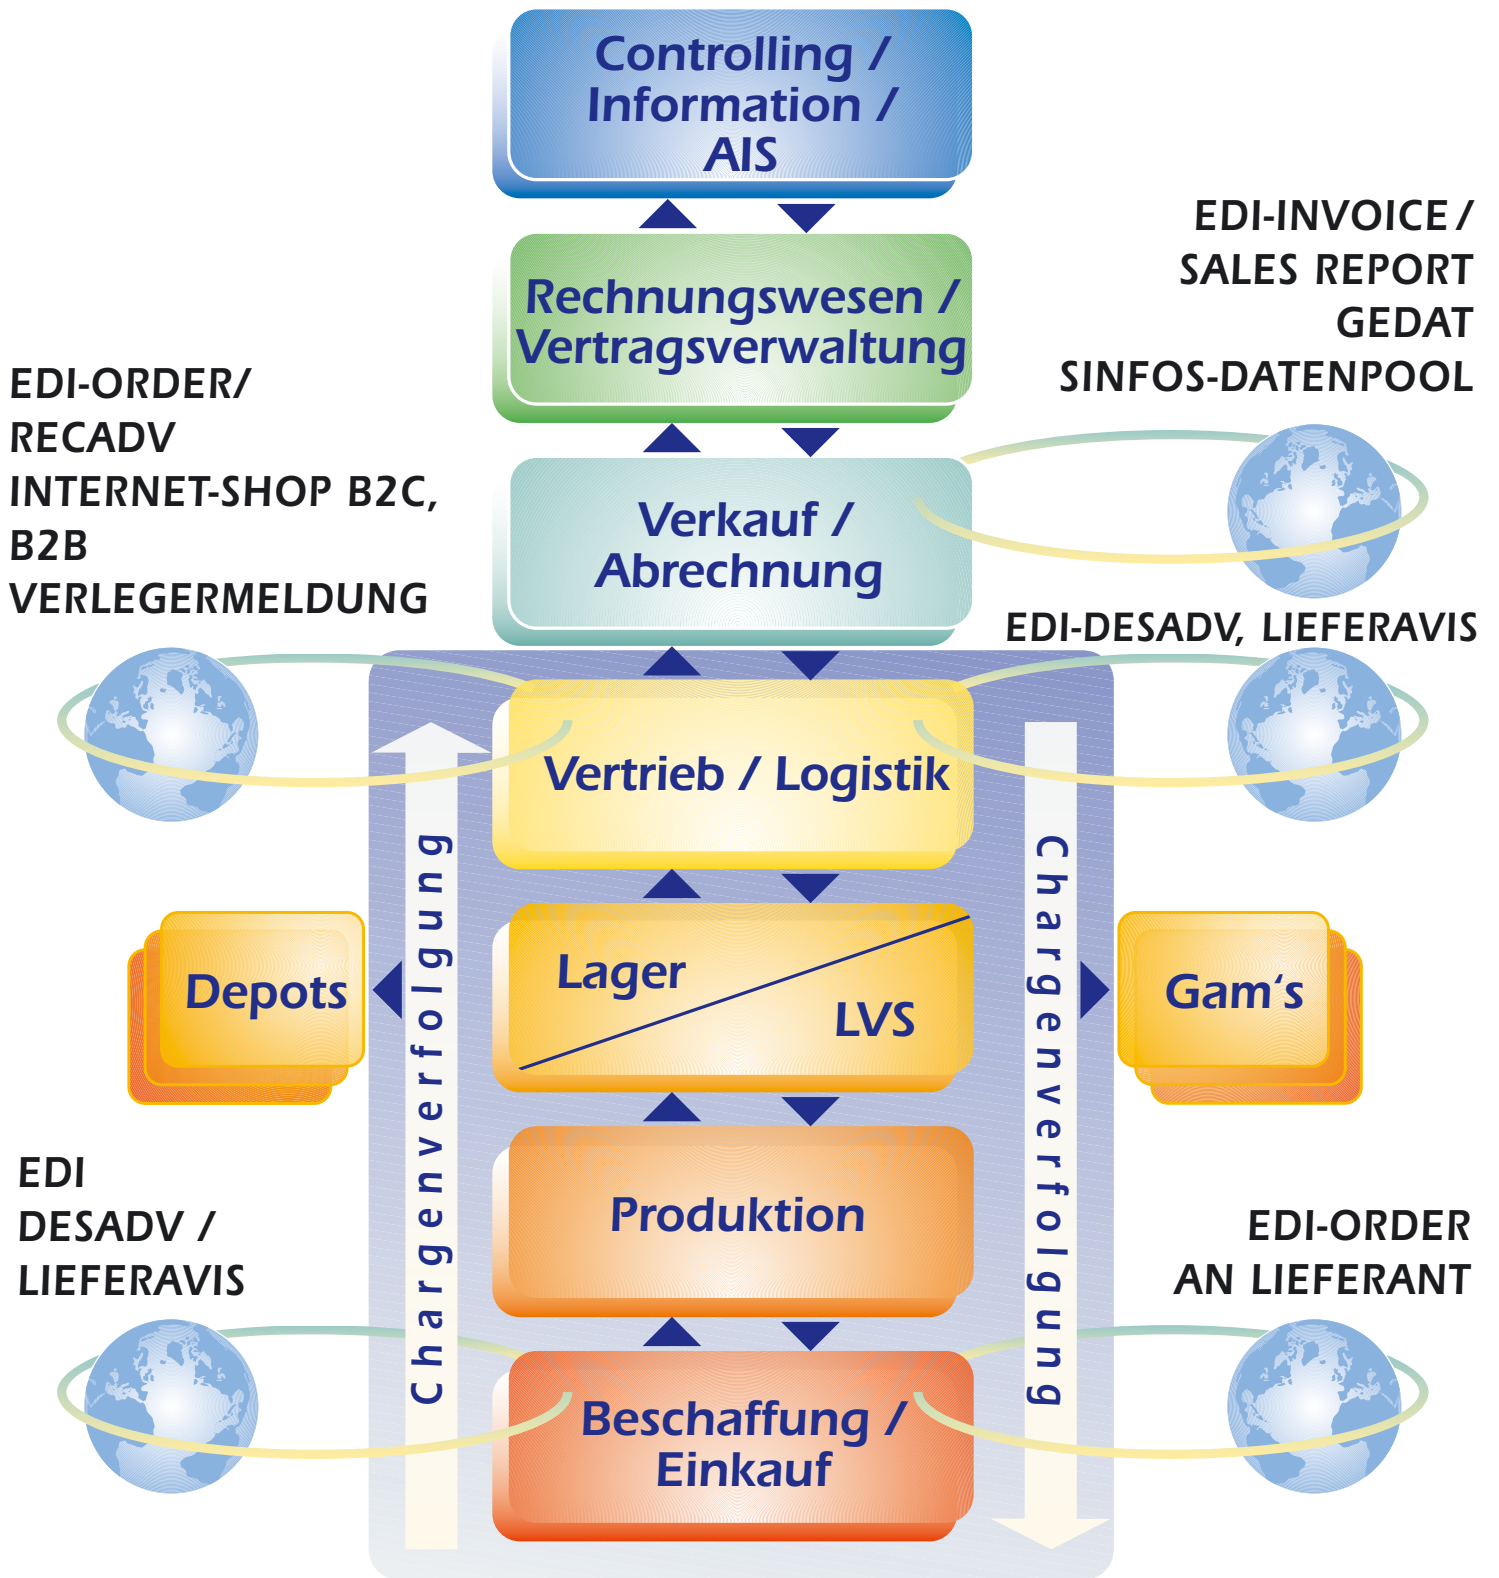 Controlling /
Information /
AIS
EDI-INVOICE /
SALES REPORT
GEDAT
SINFOS-DATENPOOL
Rechnungswesen /
Vertragsverwaltung
EDI-ORDER/
RECADV
INTERNET-SHOP B2C,
B2B
VERLEGERMELDUNG
Verkauf /
Abrechnung
EDI-DESADV, LIEFERAVIS
Vertrieb / Logistik
Chargenverfolgung
Chargenverfolgung
Depots
Lager
LVS
Gam‘s
Produktion
EDI
DESADV /
LIEFERAVIS
EDI-ORDER
AN LIEFERANT
Beschaffung /
Einkauf